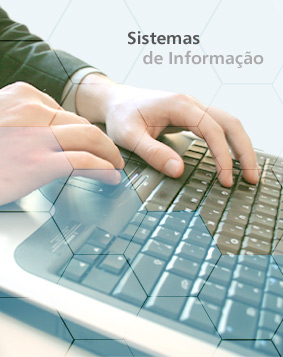 Sistemas
de Informação